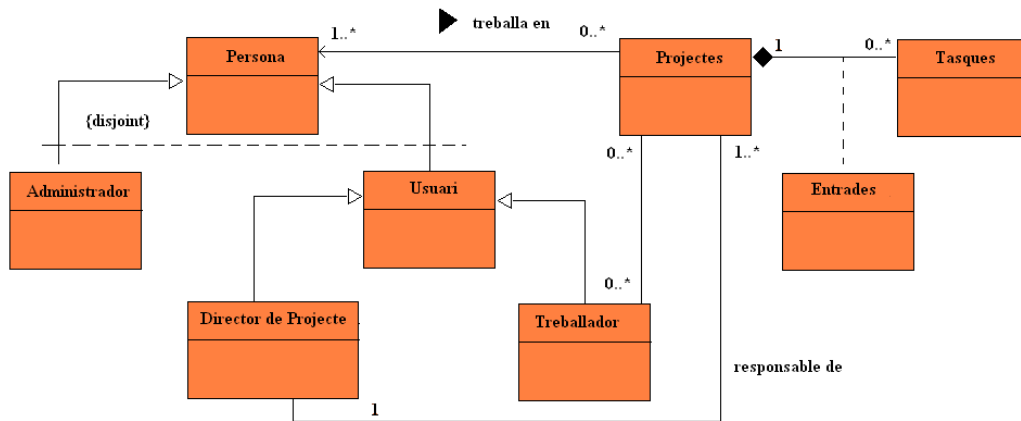 treballa en
1..*
0..*
Persona
Projectes
1
0..*
Tasques
{disjoint}
0..*
1..*
Administrador
Usuari
Entrades
0..*
Director de Projecte
Treballador
responsable de
1